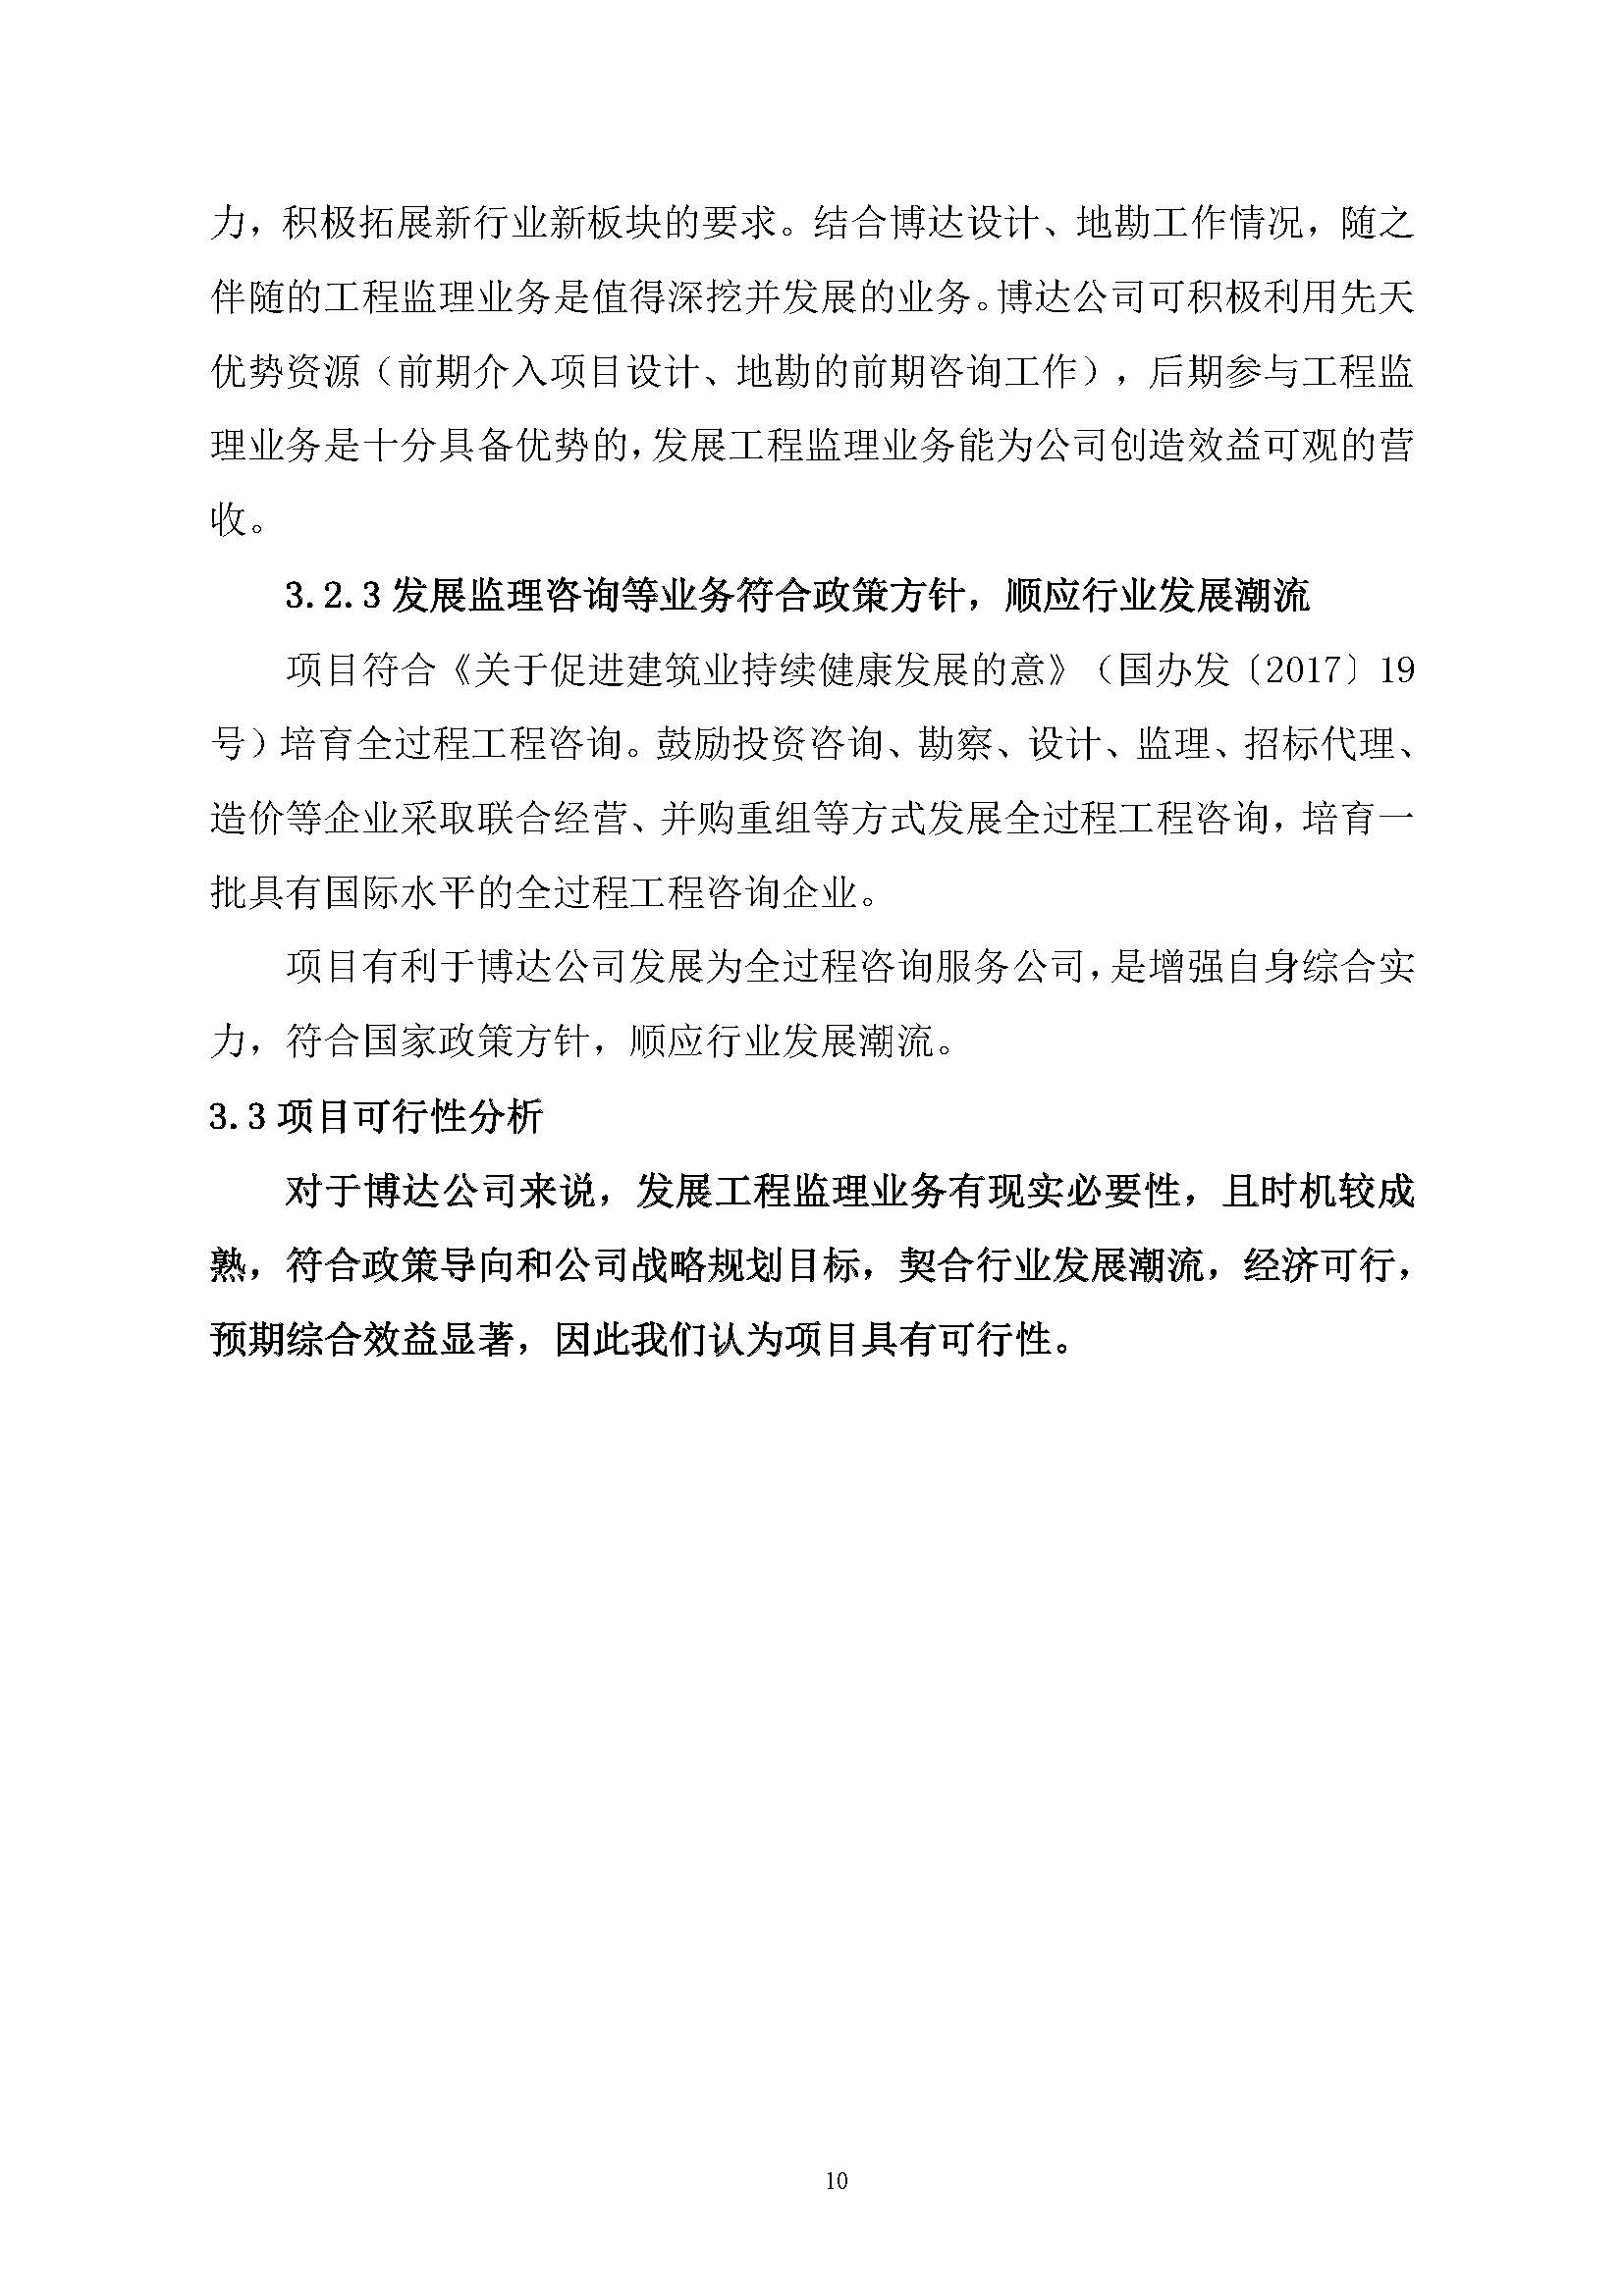 力，积极拓展新行业新板块的要求。结合博达设计、地勘工作情况，随之
伴随的工程监理业务是值得深挖并发展的业务。博达公司可积极利用先天
优势资源（前期介入项目设计、地勘的前期咨询工作），后期参与工程监
理业务是十分具备优势的，发展工程监理业务能为公司创造效益可观的营
收。
3.2.3 发展监理咨询等业务符合政策方针，顺应行业发展潮流
项目符合《关于促进建筑业持续健康发展的意》（国办发〔2017〕19
号）培育全过程工程咨询。鼓励投资咨询、勘察、设计、监理、招标代理、
造价等企业采取联合经营、并购重组等方式发展全过程工程咨询，培育一
批具有国际水平的全过程工程咨询企业。
项目有利于博达公司发展为全过程咨询服务公司，是增强自身综合实
力，符合国家政策方针，顺应行业发展潮流。
3.3 项目可行性分析
对于博达公司来说，发展工程监理业务有现实必要性，且时机较成
熟，符合政策导向和公司战略规划目标，契合行业发展潮流，经济可行，
预期综合效益显著，因此我们认为项目具有可行性。
10